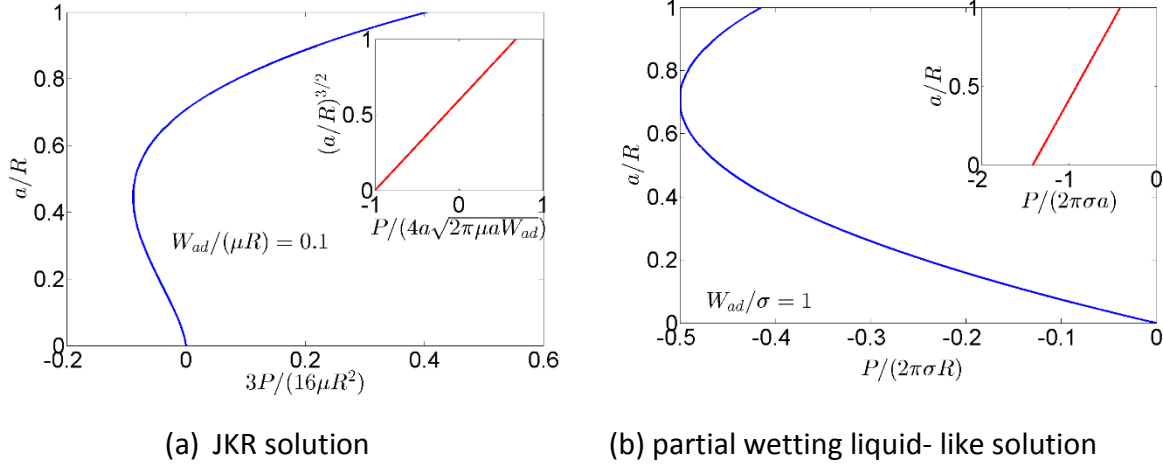 1
0.8
0.6
0.4
0.2
0
a/R
-0.2
0
0.2
0.4
0.6
3P/(16μR²)
W_ad/(μR) = 0.1
1
0.5
0
(a/R)^{3/2}
-1
0
1
P/(4a√(2πμaW_ad))
1
0.8
0.6
0.4
0.2
0
a/R
-0.5
-0.4
-0.3
-0.2
-0.1
0
P/(2πσR)
W_ad/σ = 1
1
0.5
0
a/R
-2
-1
0
P/(2πσa)
(a) JKR solution
(b) partial wetting liquid- like solution